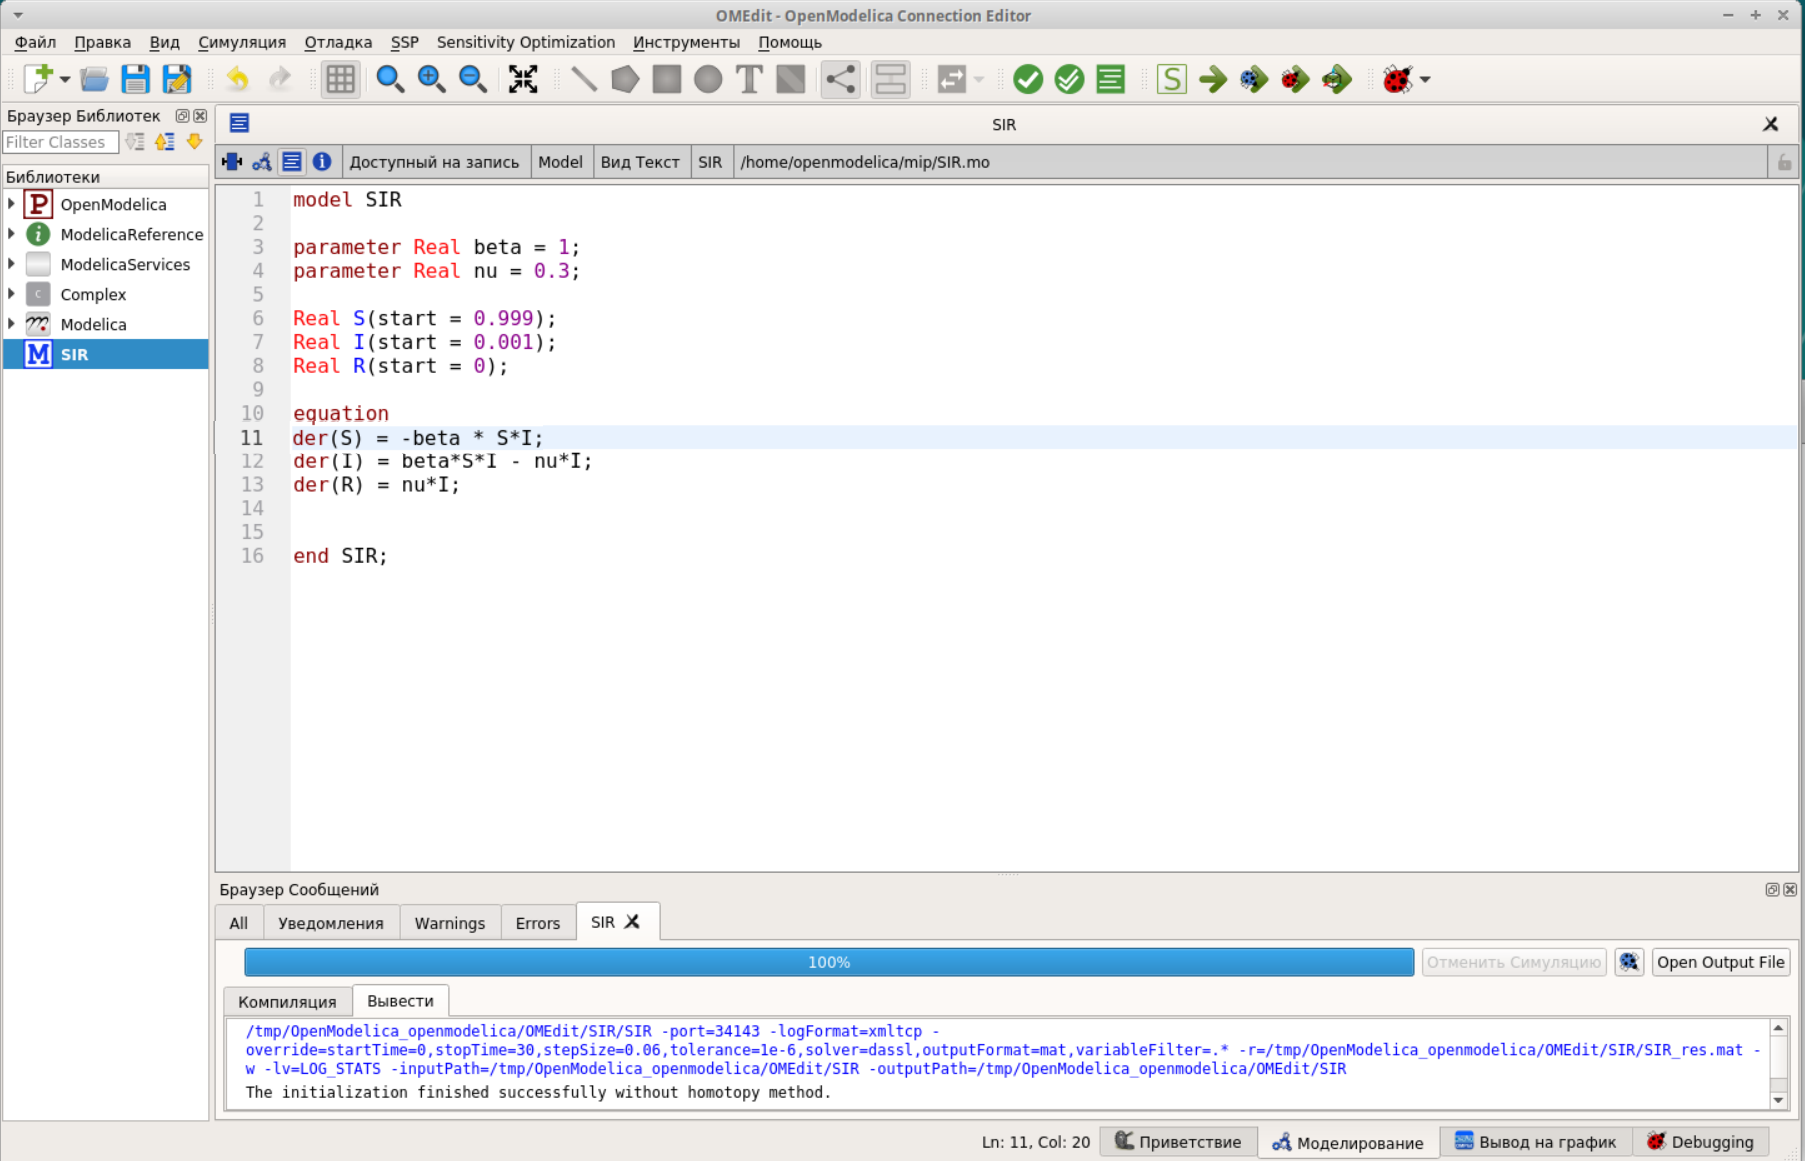 OMEdit - OpenModelica Connection Editor
Файл Правка Вид Симуляция Отладка SSP Sensitivity Optimization Инструменты Помощь
Браузер Библиотек
Filter Classes
Библиотеки
OpenModelica
ModelicaReference
ModelicaServices
Complex
Modelica
SIR
SIR
Доступный на запись Model Вид Текст SIR /home/openmodelica/mip/SIR.mo
1 model SIR
2
3 parameter Real beta = 1;
4 parameter Real nu = 0.3;
5
6 Real S(start = 0.999);
7 Real I(start = 0.001);
8 Real R(start = 0);
9
10 equation
11 der(S) = -beta * S*I;
12 der(I) = beta*S*I - nu*I;
13 der(R) = nu*I;
14
15
16 end SIR;
Браузер Сообщений
All Уведомления Warnings Errors SIR
100% Отменить Симуляцию Open Output File
Компиляция Вывести
/tmp/OpenModelica_openmodelica/OMEdit/SIR/SIR -port=34143 -logFormat=xmltcp -
override=startTime=0,stopTime=30,stepSize=0.06,tolerance=1e-6,solver=dassl,outputFormat=mat,variableFilter=.* -r=/tmp/OpenModelica_openmodelica/OMEdit/SIR/SIR_res.mat -
w -lv=LOG_STATS -inputPath=/tmp/OpenModelica_openmodelica/OMEdit/SIR -outputPath=/tmp/OpenModelica_openmodelica/OMEdit/SIR
The initialization finished successfully without homotopy method.
Ln: 11, Col: 20 Приветствие Моделирование Вывод на график Debugging